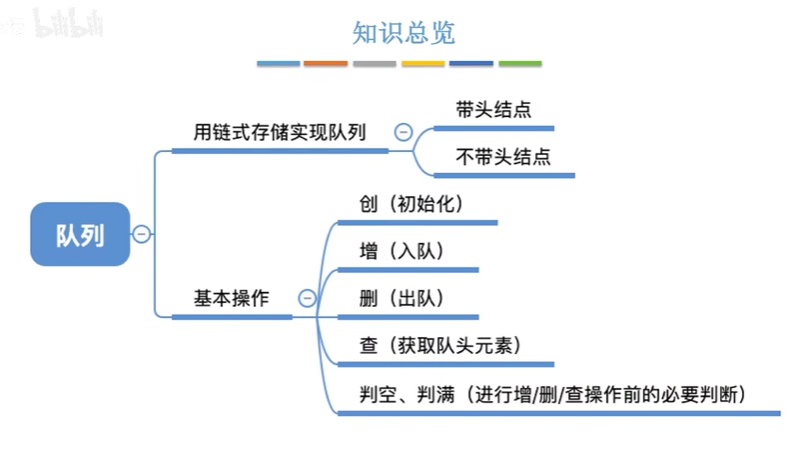 bilibili
知识总览
用链式存储实现队列
带头结点
不带头结点
队列
基本操作
创（初始化）
增（入队）
删（出队）
查（获取队头元素）
判空、判满（进行增/删/查操作前的必要判断）